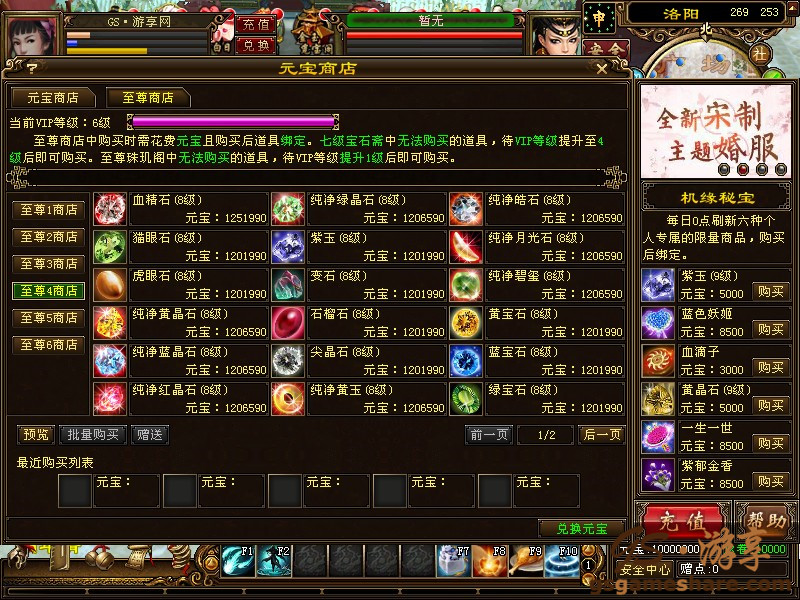 GS·游享网
充值
兑换
暂无
申
安全
洛阳
269 253
北
社
?
元宝商店
元宝商店
至尊商店
当前VIP等级：6级
至尊商店中购买时需花费元宝且购买后道具绑定。七级宝石斋中无法购买的道具，待VIP等级提升至4
级后即可购买。至尊珠玑阁中无法购买的道具，待VIP等级提升1级后即可购买。
至尊1商店
至尊2商店
至尊3商店
至尊4商店
至尊5商店
至尊6商店
血精石(8级)
元宝：1251990
纯净绿晶石(8级)
元宝：1206590
纯净皓石(8级)
元宝：1206590
猫眼石(8级)
元宝：1201990
紫玉(8级)
元宝：1201990
纯净月光石(8级)
元宝：1206590
虎眼石(8级)
元宝：1201990
变石(8级)
元宝：1201990
纯净碧玺(8级)
元宝：1206590
纯净黄晶石(8级)
元宝：1206590
石榴石(8级)
元宝：1201990
黄宝石(8级)
元宝：1201990
纯净蓝晶石(8级)
元宝：1206590
尖晶石(8级)
元宝：1201990
蓝宝石(8级)
元宝：1201990
纯净红晶石(8级)
元宝：1206590
纯净黄玉(8级)
元宝：1206590
绿宝石(8级)
元宝：1201990
预览
批量购买
赠送
前一页
1/2
后一页
最近购买列表
元宝：
元宝：
元宝：
元宝：
元宝：
兑换元宝
全新宋制
主题婚服
机缘秘宝
每日0点刷新六种个
人专属的限量商品，购买
后绑定。
紫玉(9级)
元宝：5000
购买
蓝色妖姬
元宝：8500
购买
血滴子
元宝：3000
购买
黄晶石(9级)
元宝：5000
购买
一生一世
元宝：8500
购买
紫郁金香
元宝：8500
购买
充值
帮助
安全中心
赠点：0
F1
F2
F7
F8
F9
F10
1
游享
gsgameshare.com